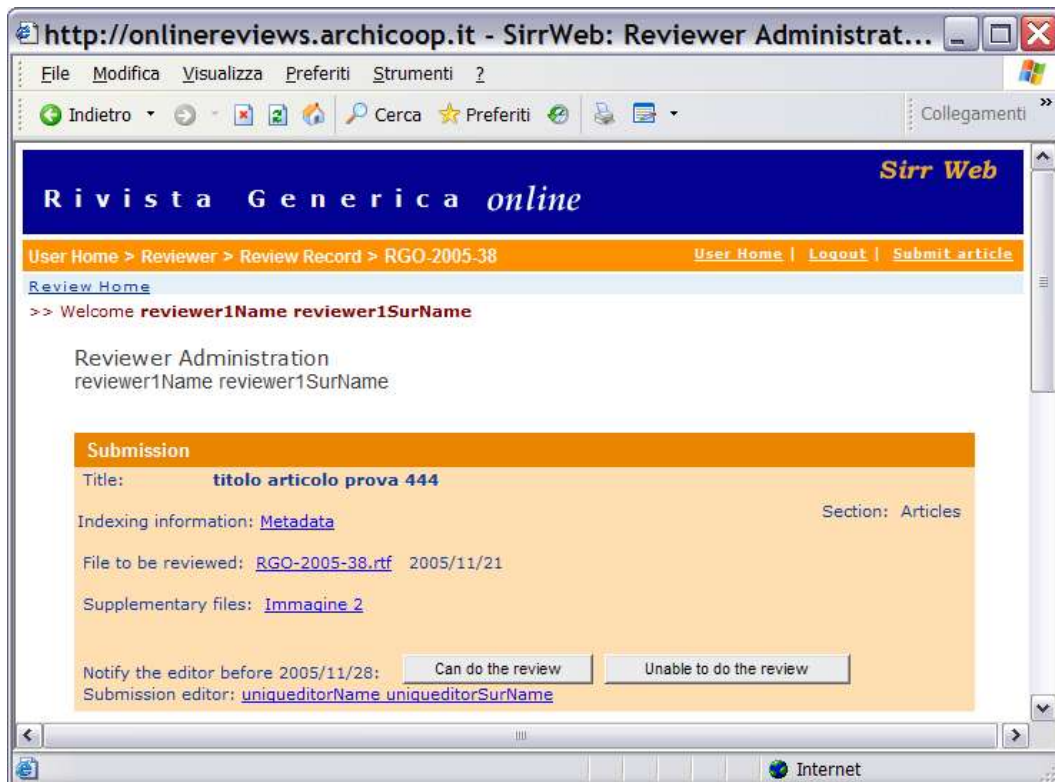 http://onlinereviews.archicoop.it - SirrWeb: Reviewer Administrat...
File Modifica Visualizza Preferiti Strumenti ?
Indietro Cerca Preferiti Collegamenti »
Sirr Web
Rivista Generica online
User Home > Reviewer > Review Record > RGO-2005-38 User Home | Logout | Submit article
Review Home
>> Welcome reviewer1Name reviewer1SurName
Reviewer Administration
reviewer1Name reviewer1SurName
Submission
Title: titolo articolo prova 444
Section: Articles
Indexing information: Metadata
File to be reviewed: RGO-2005-38.rtf 2005/11/21
Supplementary files: Immagine 2
Notify the editor before 2005/11/28: Can do the review Unable to do the review
Submission editor: uniqueditorName uniqueditorSurName
Internet